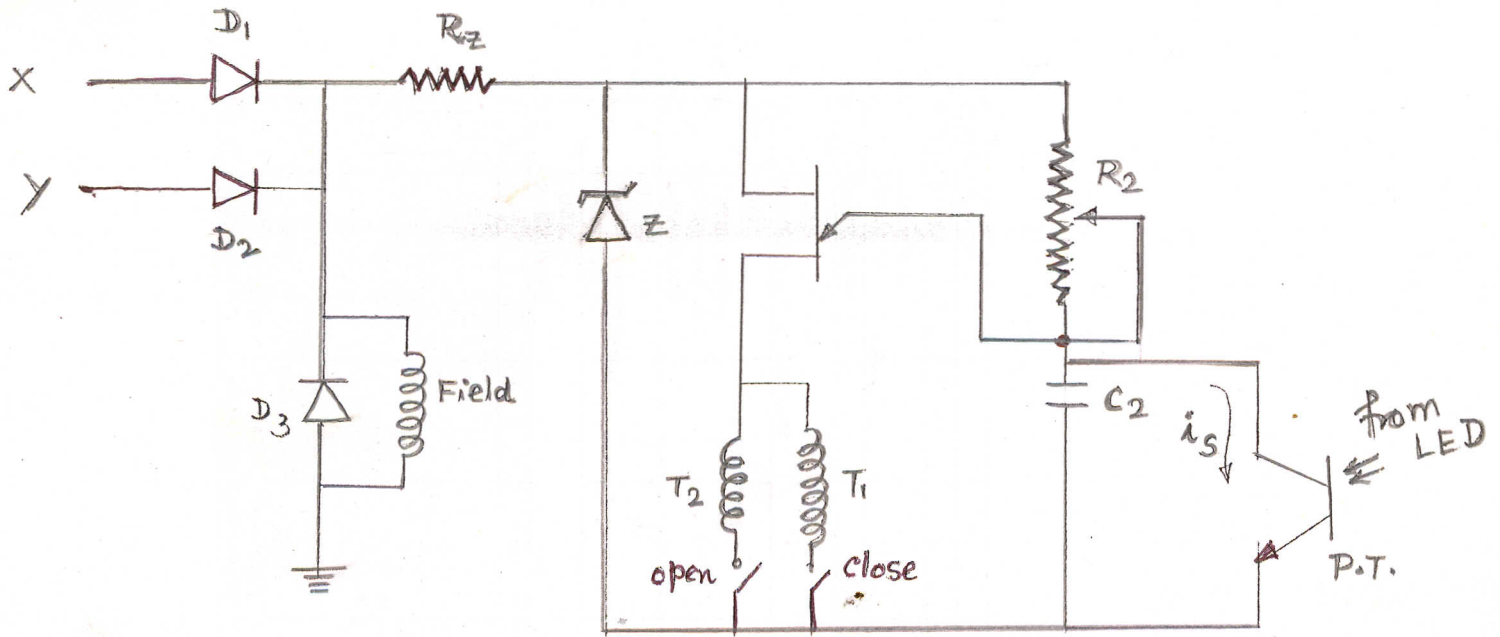 D1
Rz
X
R2
Y
D2
Z
D3
Field
C2
is
from
LED
T2
T1
open
close
P.T.